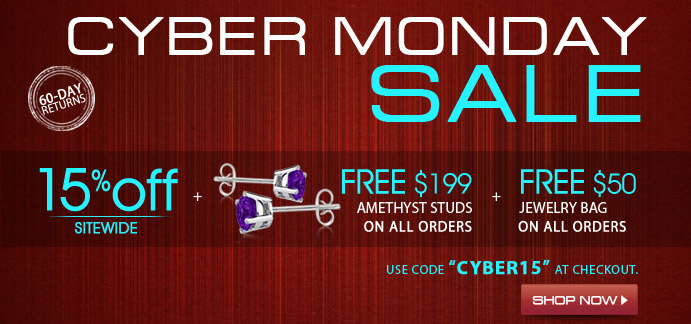 CYBER MONDAY
SALE
60-DAY
RETURNS
15% off
SITEWIDE
+
FREE $199
AMETHYST STUDS
ON ALL ORDERS
+
FREE $50
JEWELRY BAG
ON ALL ORDERS
USE CODE “CYBER15” AT CHECKOUT.
SHOP NOW